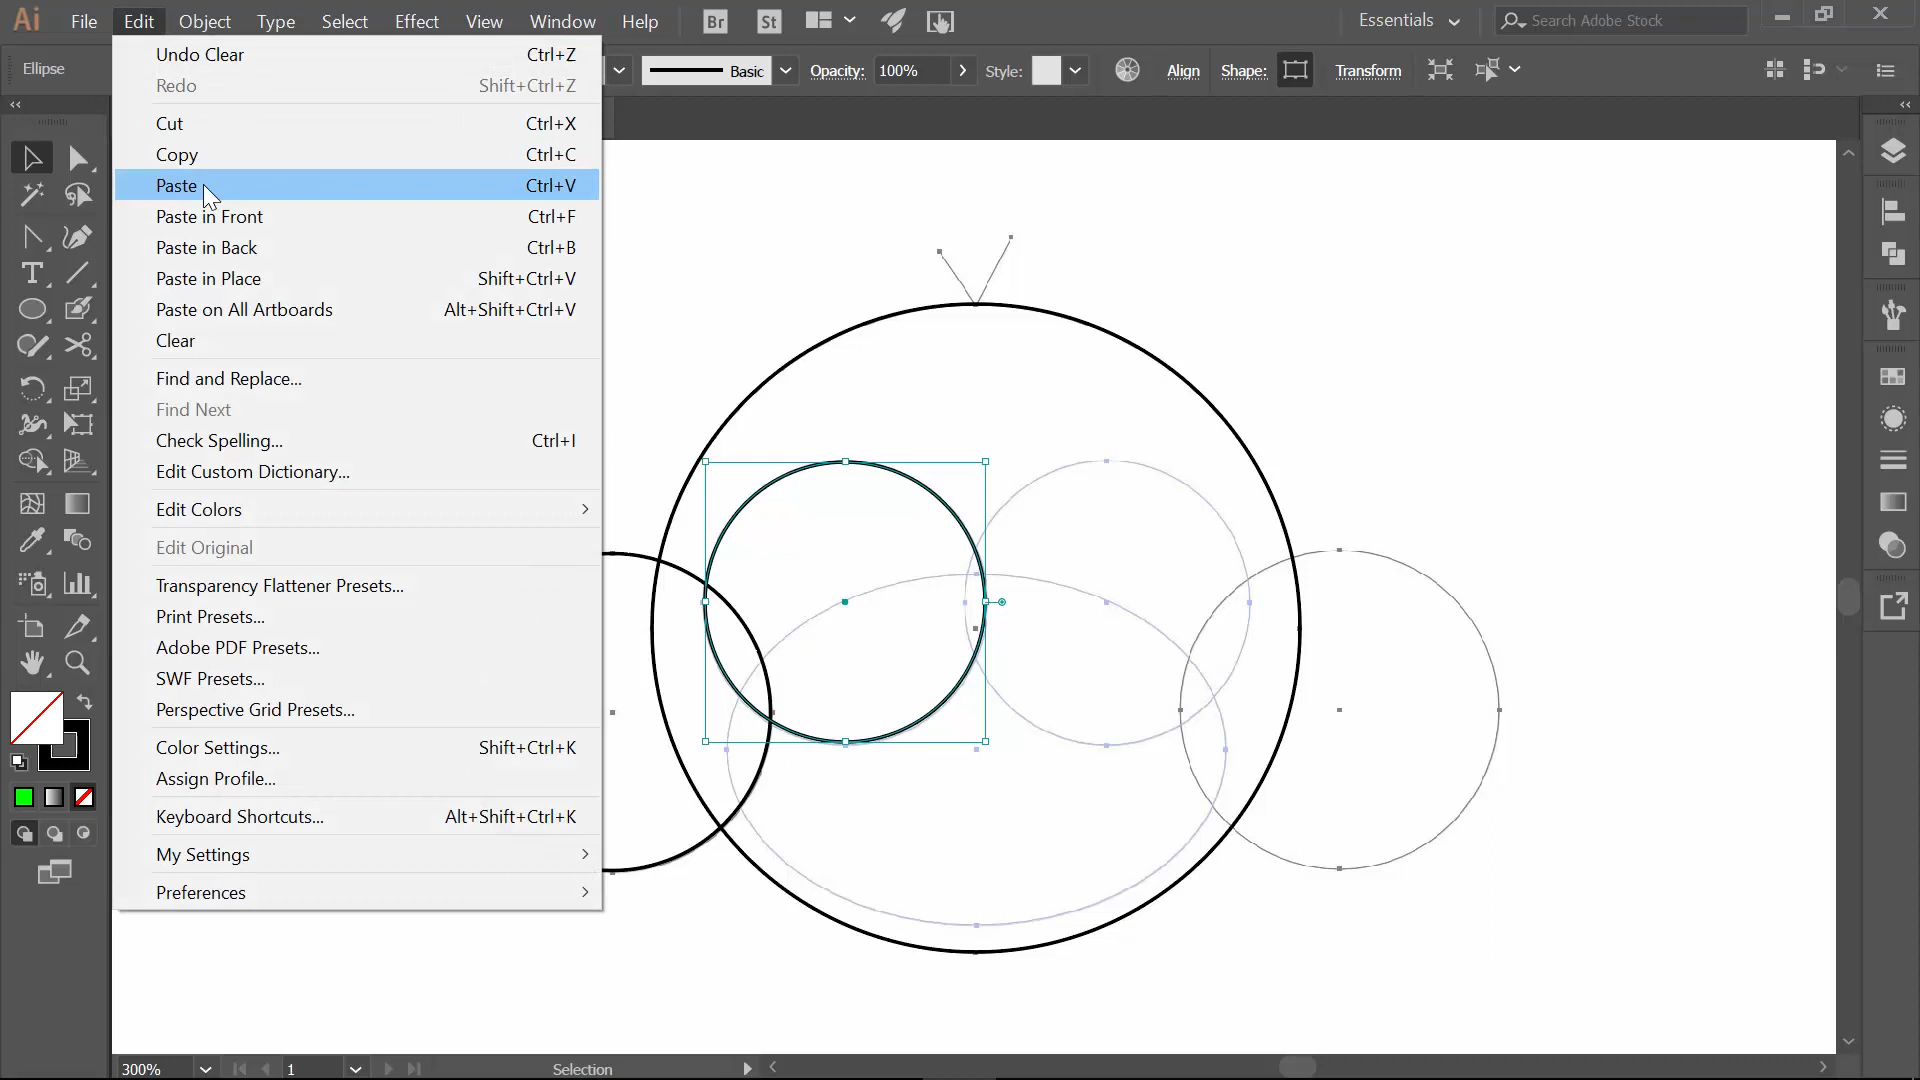 Ai File Edit Object Type Select Effect View Window Help Br St Essentials Search Adobe Stock
Ellipse Basic Opacity: 100% Style: Align Shape: Transform
Undo Clear Ctrl+Z
Redo Shift+Ctrl+Z
Cut Ctrl+X
Copy Ctrl+C
Paste Ctrl+V
Paste in Front Ctrl+F
Paste in Back Ctrl+B
Paste in Place Shift+Ctrl+V
Paste on All Artboards Alt+Shift+Ctrl+V
Clear
Find and Replace...
Find Next
Check Spelling... Ctrl+I
Edit Custom Dictionary...
Edit Colors
Edit Original
Transparency Flattener Presets...
Print Presets...
Adobe PDF Presets...
SWF Presets...
Perspective Grid Presets...
Color Settings... Shift+Ctrl+K
Assign Profile...
Keyboard Shortcuts... Alt+Shift+Ctrl+K
My Settings
Preferences
300% 1 Selection